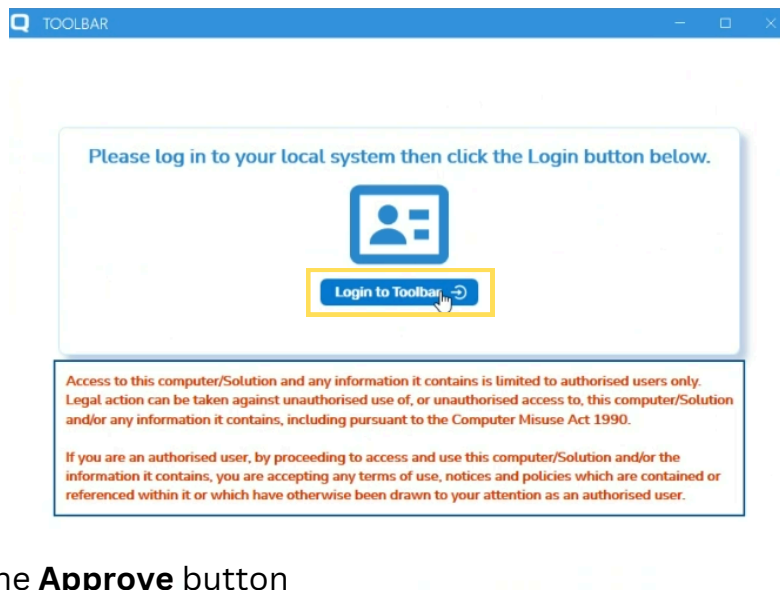 TOOLBAR
Please log in to your local system then click the Login button below.
Login to Toolbar
Access to this computer/Solution and any information it contains is limited to authorised users only.
Legal action can be taken against unauthorised use of, or unauthorised access to, this computer/Solution
and/or any information it contains, including pursuant to the Computer Misuse Act 1990.
If you are an authorised user, by proceeding to access and use this computer/Solution and/or the
information it contains, you are accepting any terms of use, notices and policies which are contained or
referenced within it or which have otherwise been drawn to your attention as an authorised user.
Approve button